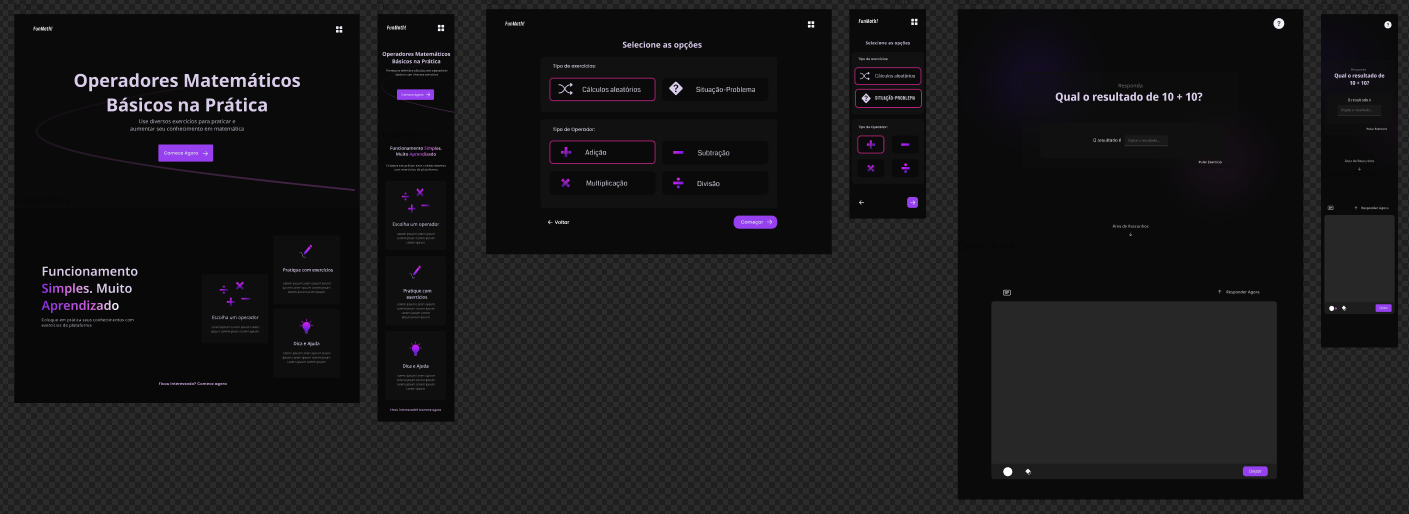 FunMath!
Operadores Matemáticos
Básicos na Prática
Use diversos exercícios para praticar e
aumentar seu conhecimento em matemática
Comece Agora →
Funcionamento
Simples. Muito
Aprendizado
Coloque em prática seus conhecimentos com
exercícios da plataforma
Escolha um operador
Pratique com exercícios
Dica e Ajuda
Ficou interessado? Comece agora
FunMath!
Operadores Matemáticos
Básicos na Prática
Comece Agora →
Funcionamento Simples.
Muito Aprendizado
Escolha um operador
Pratique com
exercícios
Dica e Ajuda
Ficou interessado? Comece agora
FunMath!
Selecione as opções
Tipo de exercícios:
Cálculos aleatórios
Situação-Problema
Tipo de Operador:
Adição
Subtração
Multiplicação
Divisão
← Voltar
Começar →
FunMath!
Selecione as opções
Tipo de exercícios:
Cálculos aleatórios
SITUAÇÃO-PROBLEMA
Tipo de Operador:
?
Responda
Qual o resultado de 10 + 10?
O resultado é
Digite o resultado...
Pular Exercício
Área de Rascunhos
↓
↑ Responder Agora
?
Responda
Qual o resultado de
10 + 10?
O resultado é
Digite o resultado...
Pular Exercício
Área de Rascunhos
↓
↑ Responder Agora